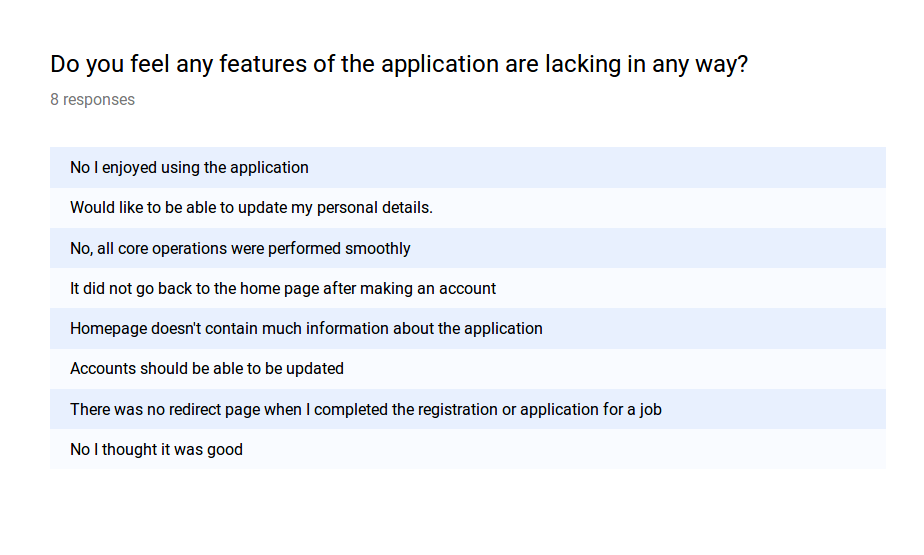 Do you feel any features of the application are lacking in any way?
8 responses
No I enjoyed using the application
Would like to be able to update my personal details.
No, all core operations were performed smoothly
It did not go back to the home page after making an account
Homepage doesn't contain much information about the application
Accounts should be able to be updated
There was no redirect page when I completed the registration or application for a job
No I thought it was good